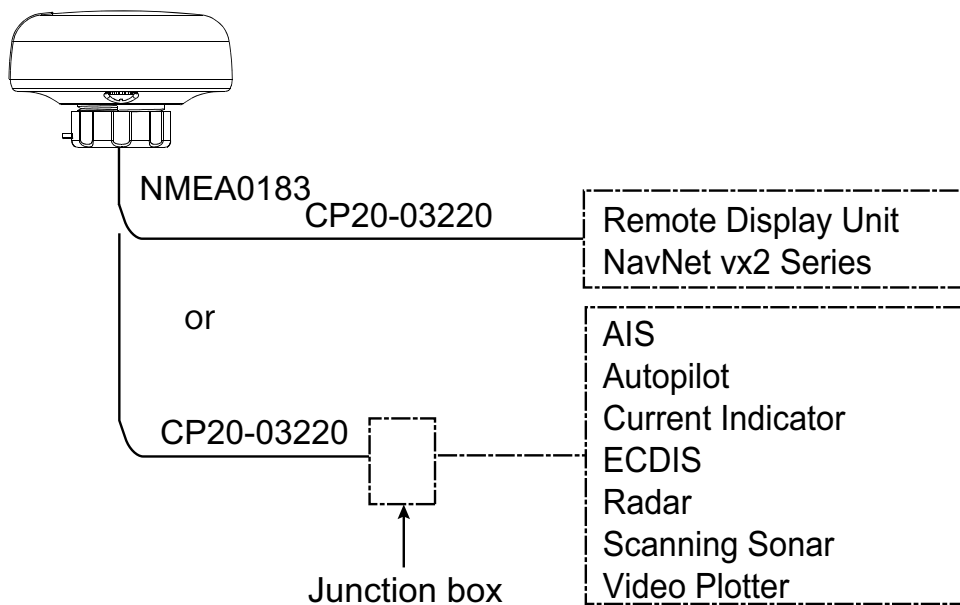 NMEA0183
CP20-03220
Remote Display Unit
NavNet vx2 Series
or
CP20-03220
AIS
Autopilot
Current Indicator
ECDIS
Radar
Scanning Sonar
Video Plotter
Junction box